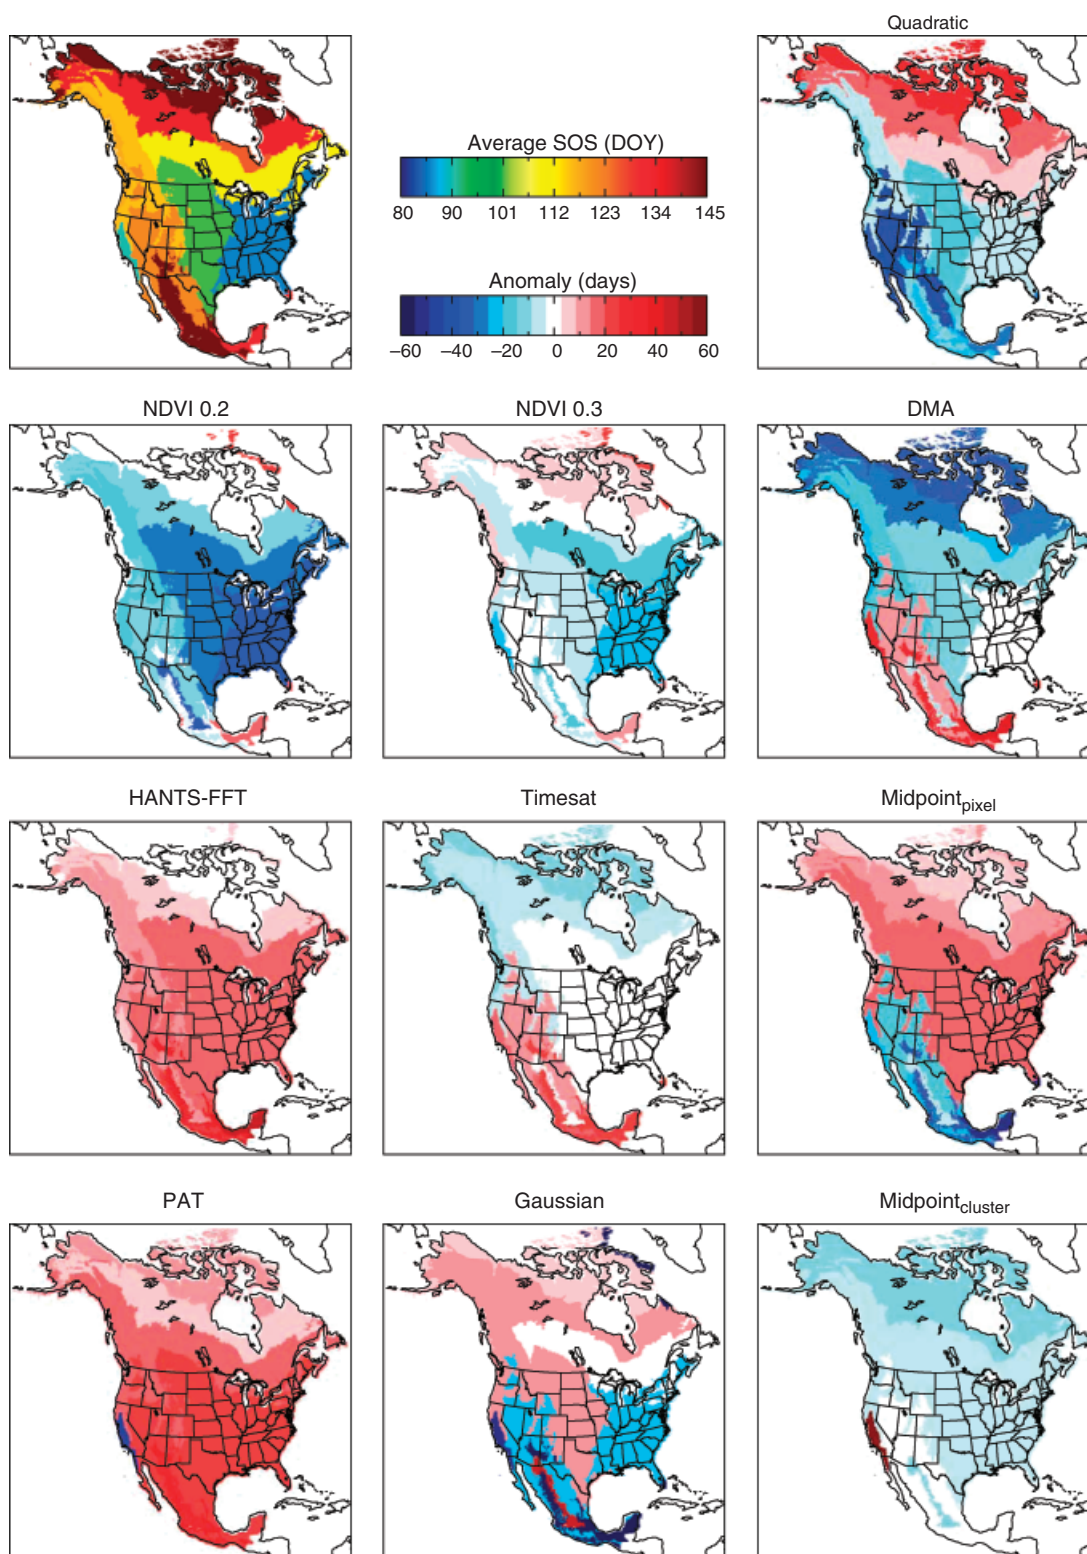 Quadratic
Average SOS (DOY)
80 90 101 112 123 134 145
Anomaly (days)
–60 –40 –20 0 20 40 60
NDVI 0.2 NDVI 0.3 DMA
HANTS-FFT Timesat Midpointpixel
PAT Gaussian Midpointcluster